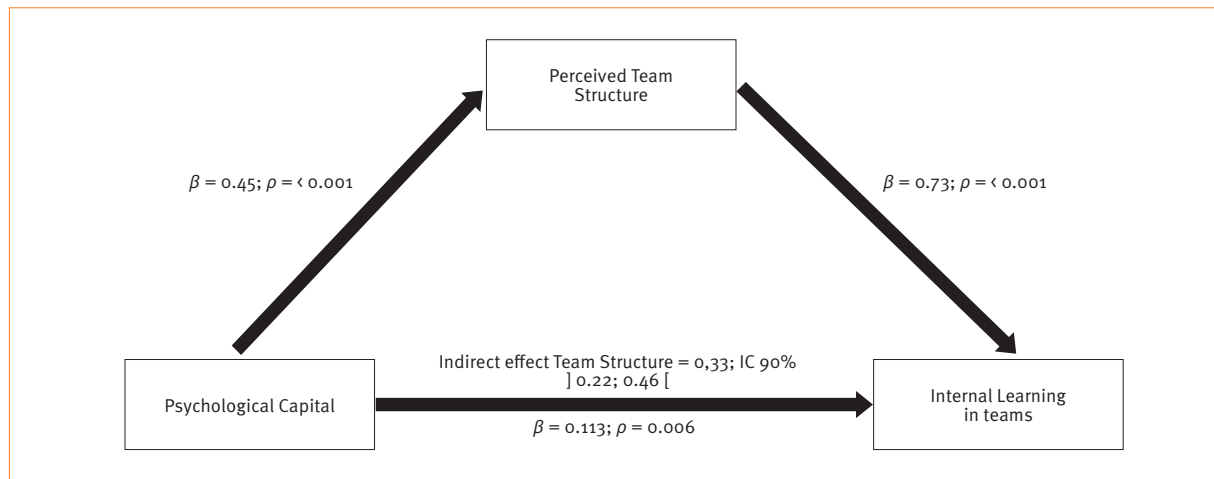 Perceived Team
Structure
β = 0.45; ρ = < 0.001
β = 0.73; ρ = < 0.001
Indirect effect Team Structure = 0,33; IC 90%
] 0.22; 0.46 [
Psychological Capital
Internal Learning
in teams
β = 0.113; ρ = 0.006